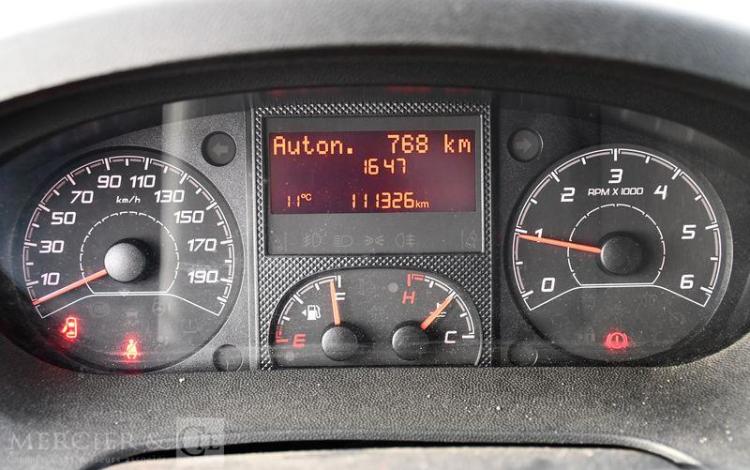 Auton. 768 km
16 47
11°C 111326 km
10 30 50 70 90 110 130 150 170 190
km/h
0 1 2 3 4 5 6
RPM X 1000
E F
H C
MERCIER & Cie